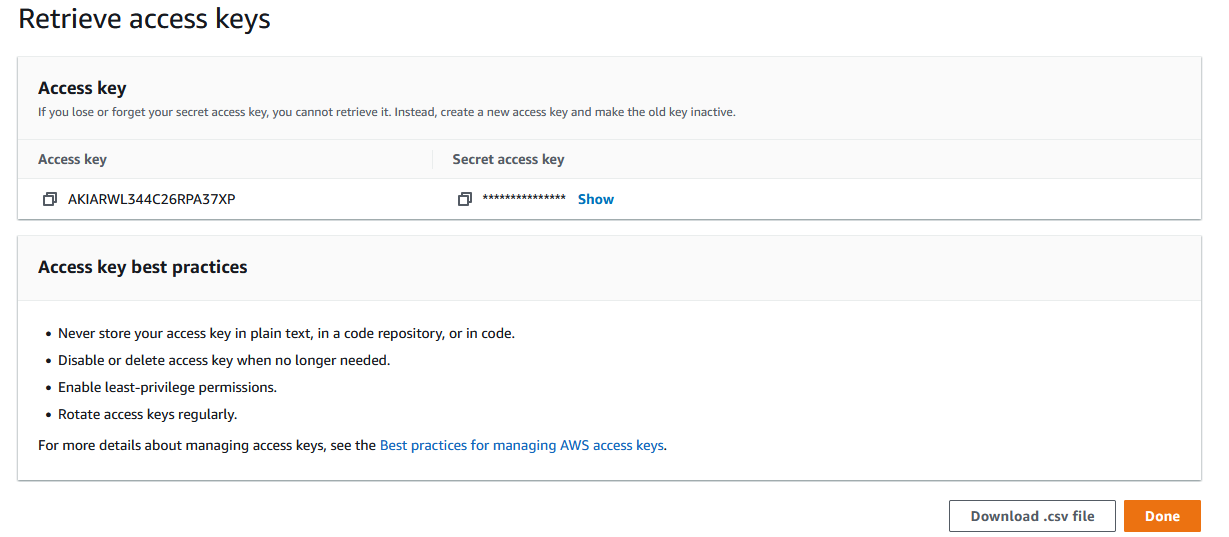 Retrieve access keys
Access key
If you lose or forget your secret access key, you cannot retrieve it. Instead, create a new access key and make the old key inactive.
Access key
Secret access key
AKIARWL344C26RPA37XP
*************** Show
Access key best practices
• Never store your access key in plain text, in a code repository, or in code.
• Disable or delete access key when no longer needed.
• Enable least-privilege permissions.
• Rotate access keys regularly.
For more details about managing access keys, see the Best practices for managing AWS access keys.
Download .csv file
Done